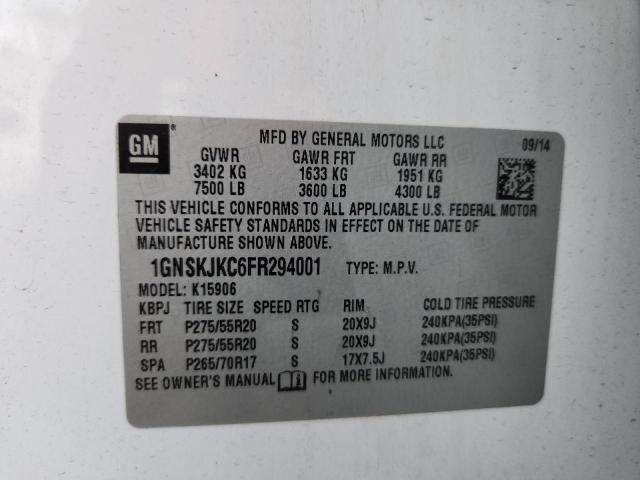 GM ® MFD BY GENERAL MOTORS LLC 09/14
GVWR GAWR FRT GAWR RR
3402 KG 1633 KG 1951 KG
7500 LB 3600 LB 4300 LB
THIS VEHICLE CONFORMS TO ALL APPLICABLE U.S. FEDERAL MOTOR
VEHICLE SAFETY STANDARDS IN EFFECT ON THE DATE OF
MANUFACTURE SHOWN ABOVE.
1GNSKJKC6FR294001 TYPE: M.P.V.
MODEL: K15906
KBPJ TIRE SIZE SPEED RTG RIM COLD TIRE PRESSURE
FRT P275/55R20 S 20X9J 240KPA(35PSI)
RR P275/55R20 S 20X9J 240KPA(35PSI)
SPA P265/70R17 S 17X7.5J 240KPA(35PSI)
SEE OWNER'S MANUAL FOR MORE INFORMATION.